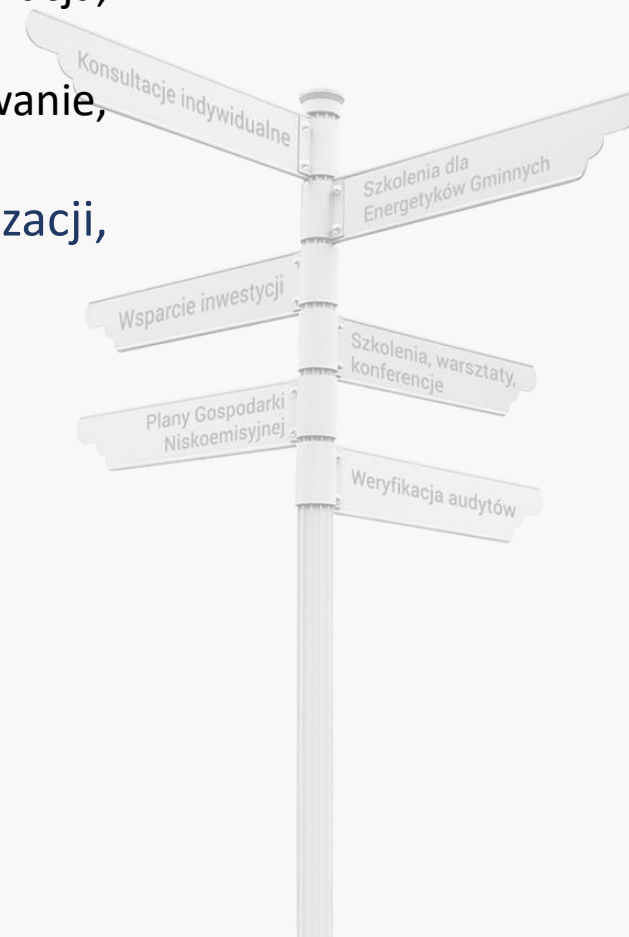 wanie,
zacji,
Konsultacje indywidualne
Szkolenia dla
Energetyków Gminnych
Wsparcie inwestycji
Szkolenia, warsztaty,
konferencje
Plany Gospodarki
Niskoemisyjnej
Weryfikacja audytów